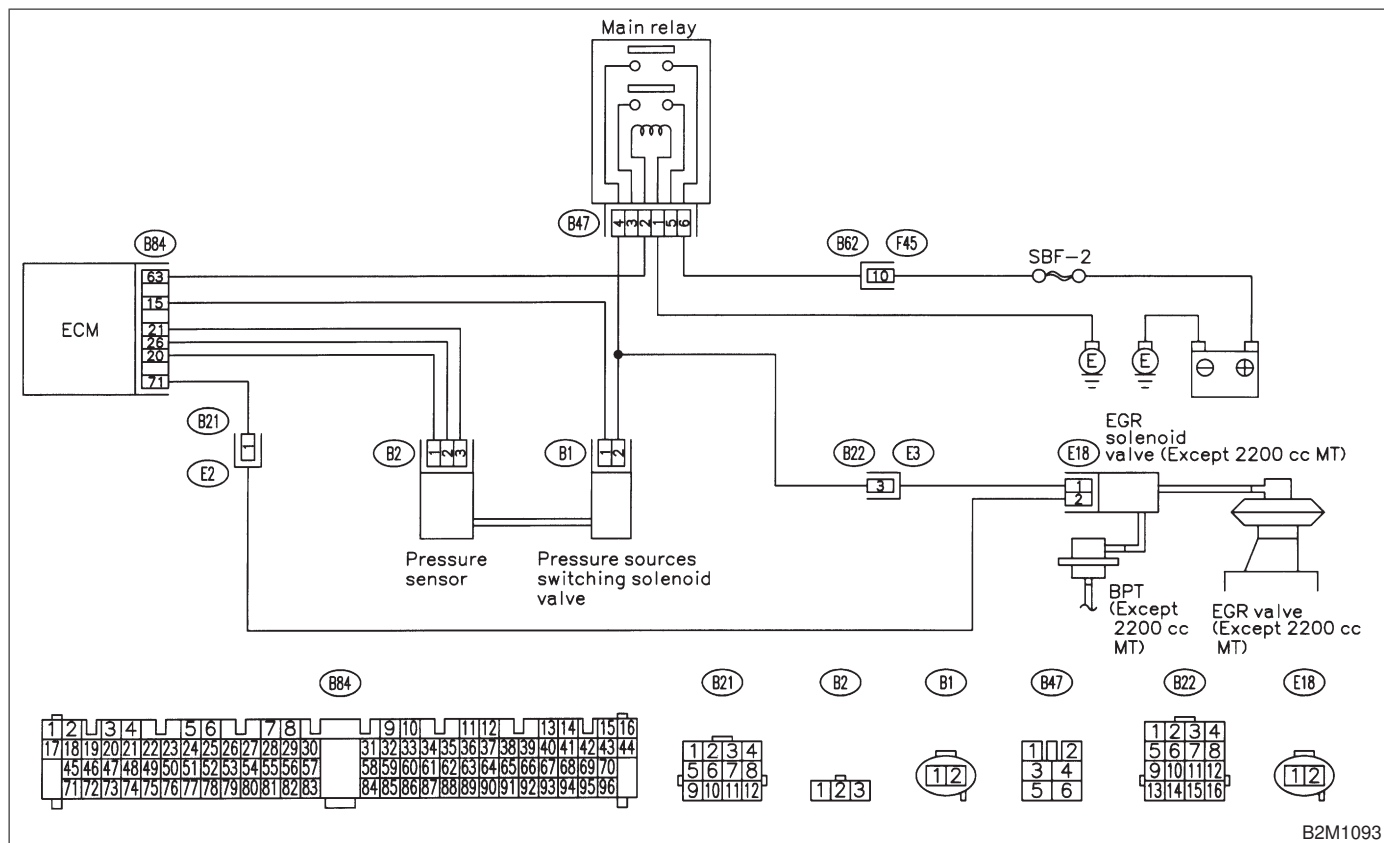 Main relay
B47
4 3 2 1 5 6
B84
B62
F45
SBF-2
10
ECM
63
15
21
26
20
71
E
E
B21
1
E2
B2
1 2 3
B1
1 2
B22
E3
3
E18
1
2
EGR
solenoid
valve (Except 2200 cc MT)
Pressure
sensor
Pressure sources
switching solenoid
valve
BPT
(Except
2200 cc
MT)
EGR valve
(Except 2200 cc
MT)
B84
1 2 3 4 5 6 7 8 9 10 11 12 13 14 15 16
17 18 19 20 21 22 23 24 25 26 27 28 29 30 31 32 33 34 35 36 37 38 39 40 41 42 43 44
45 46 47 48 49 50 51 52 53 54 55 56 57 58 59 60 61 62 63 64 65 66 67 68 69 70
71 72 73 74 75 76 77 78 79 80 81 82 83 84 85 86 87 88 89 90 91 92 93 94 95 96
B21
1 2 3 4
5 6 7 8
9 10 11 12
B2
1 2 3
B1
1 2
B47
1 2
3 4
5 6
B22
1 2 3 4
5 6 7 8
9 10 11 12
13 14 15 16
E18
1 2
B2M1093